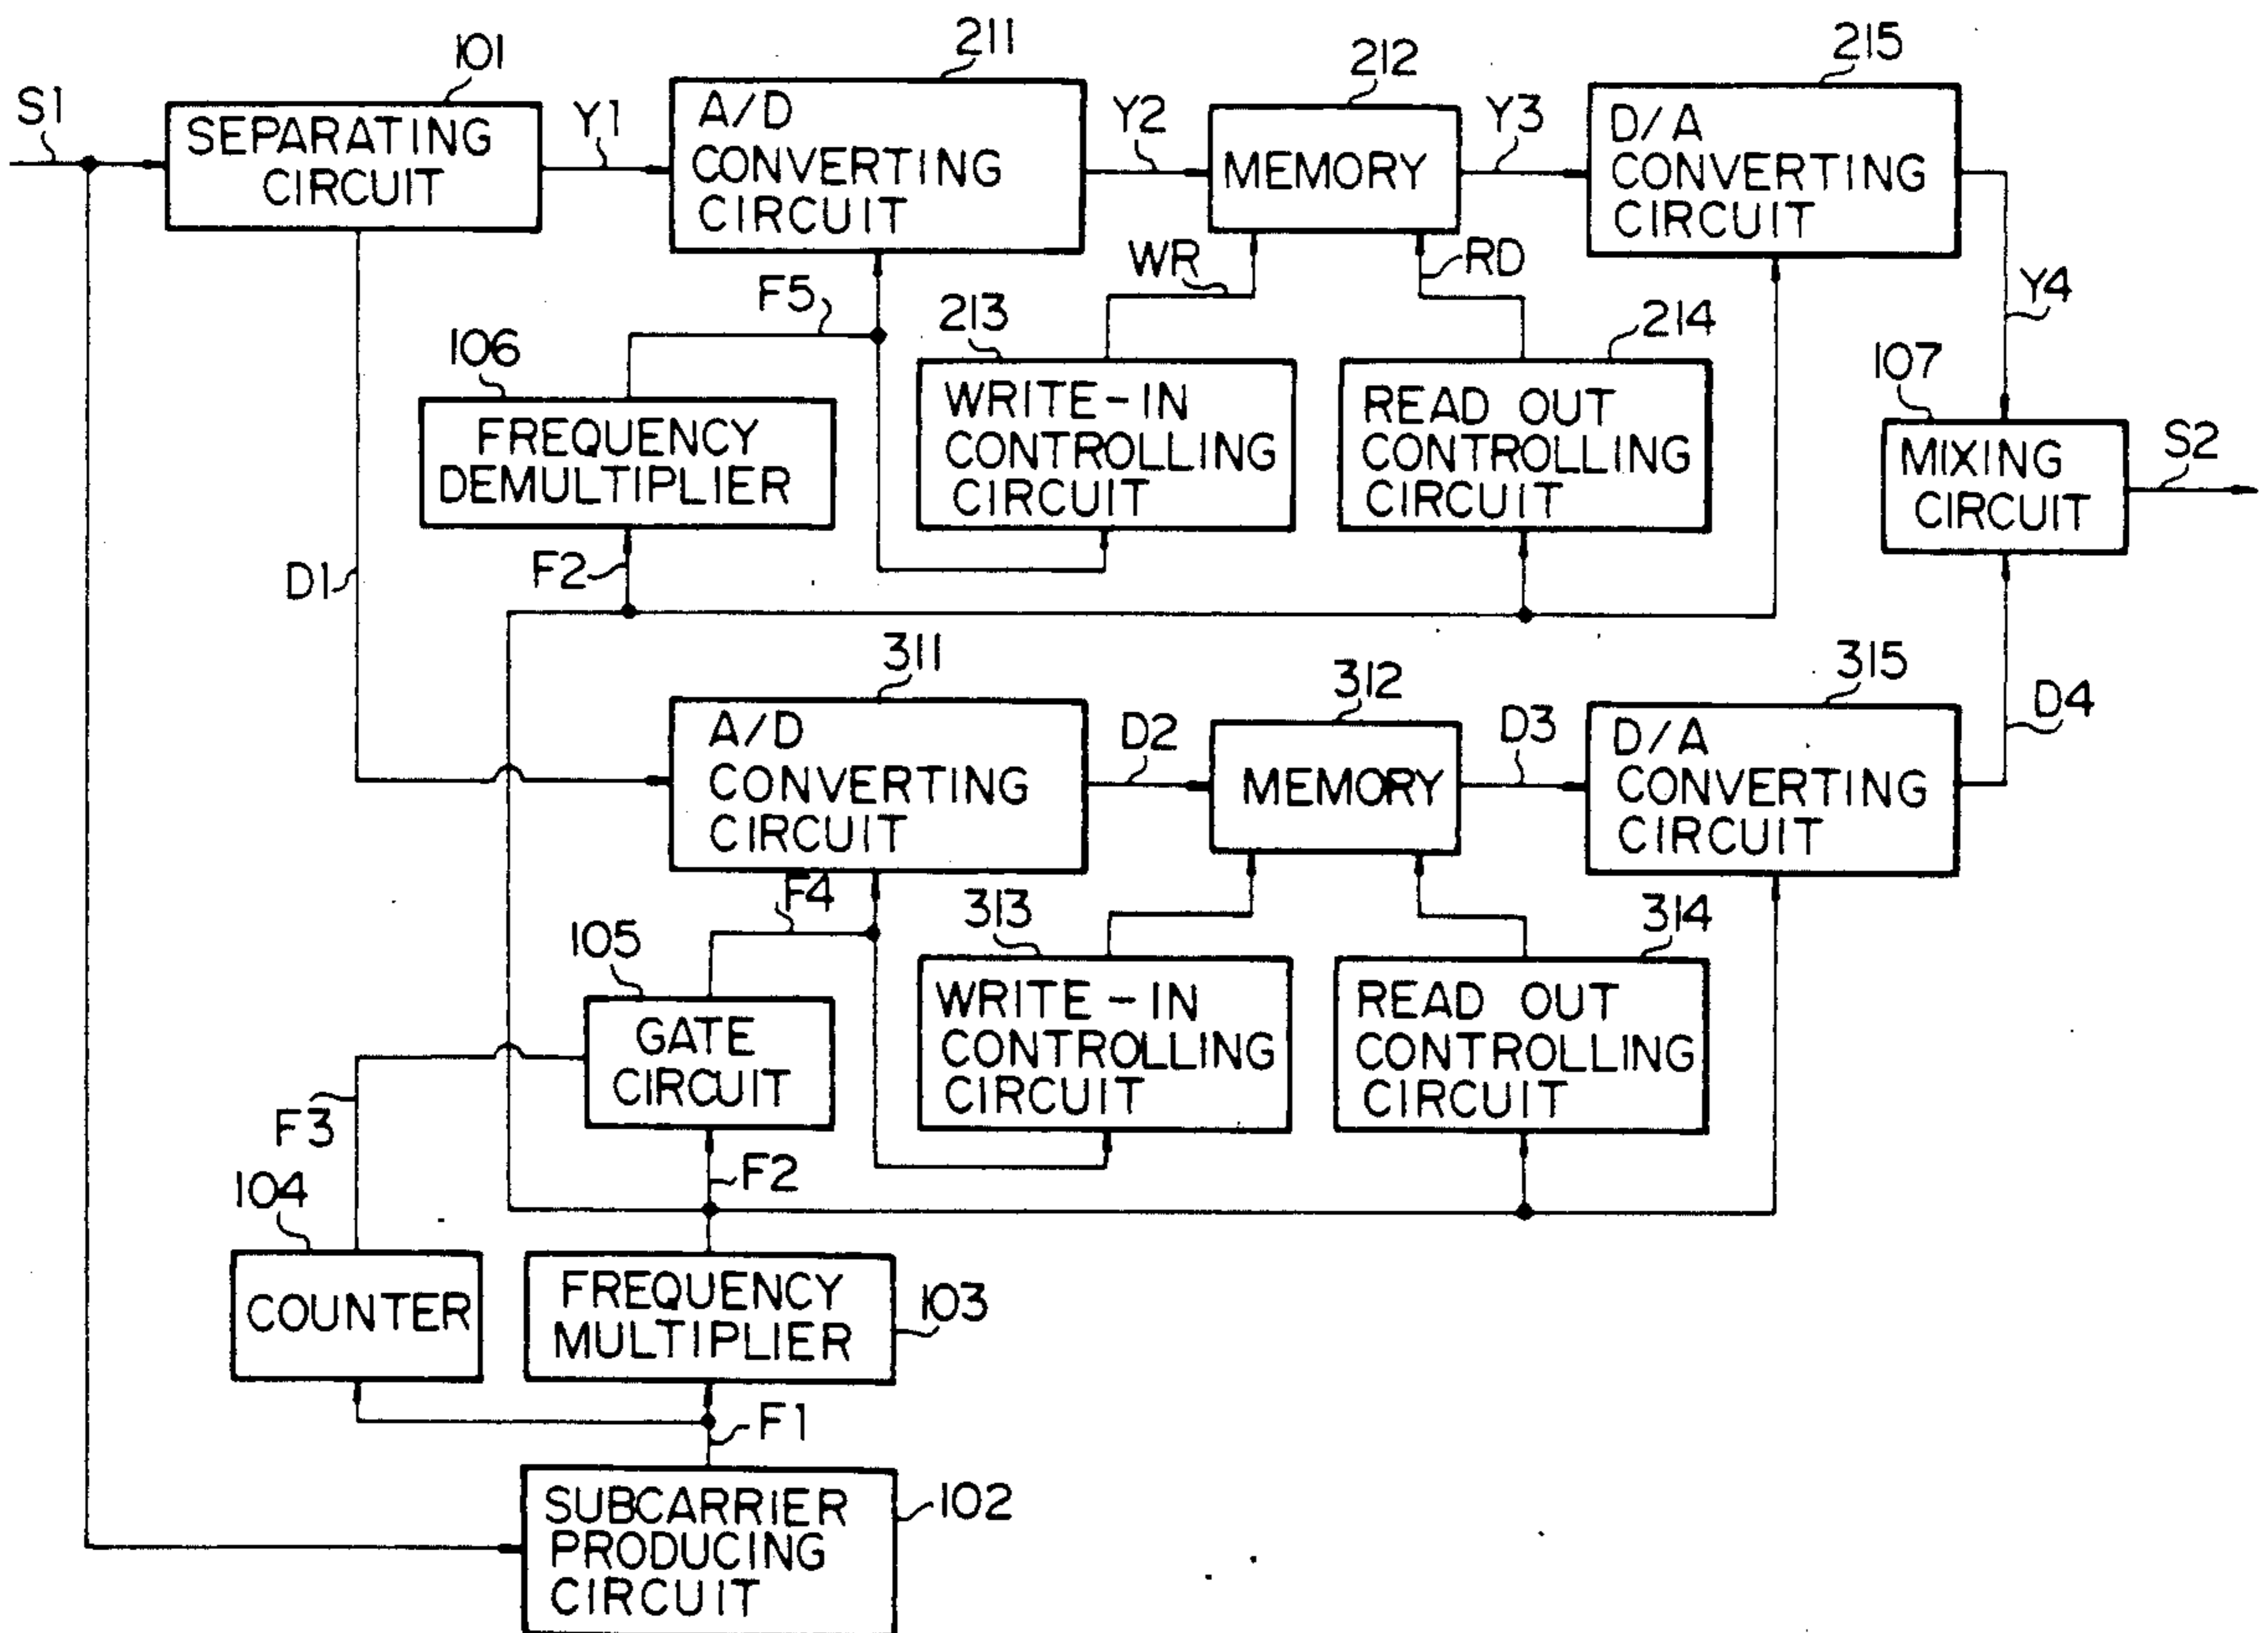 211
215
101
212
S1
SEPARATING
CIRCUIT
Y1
A/D
CONVERTING
CIRCUIT
Y2
MEMORY
Y3
D/A
CONVERTING
CIRCUIT
WR
RD
F5
Y4
106
213
214
107
FREQUENCY
DEMULTIPLIER
WRITE-IN
CONTROLLING
CIRCUIT
READ OUT
CONTROLLING
CIRCUIT
MIXING
CIRCUIT
S2
D1
F2
311
312
315
A/D
CONVERTING
CIRCUIT
D2
MEMORY
D3
D/A
CONVERTING
CIRCUIT
D4
F4
105
313
314
GATE
CIRCUIT
WRITE-IN
CONTROLLING
CIRCUIT
READ OUT
CONTROLLING
CIRCUIT
F3
F2
104
COUNTER
FREQUENCY
MULTIPLIER
103
F1
SUBCARRIER
PRODUCING
CIRCUIT
102